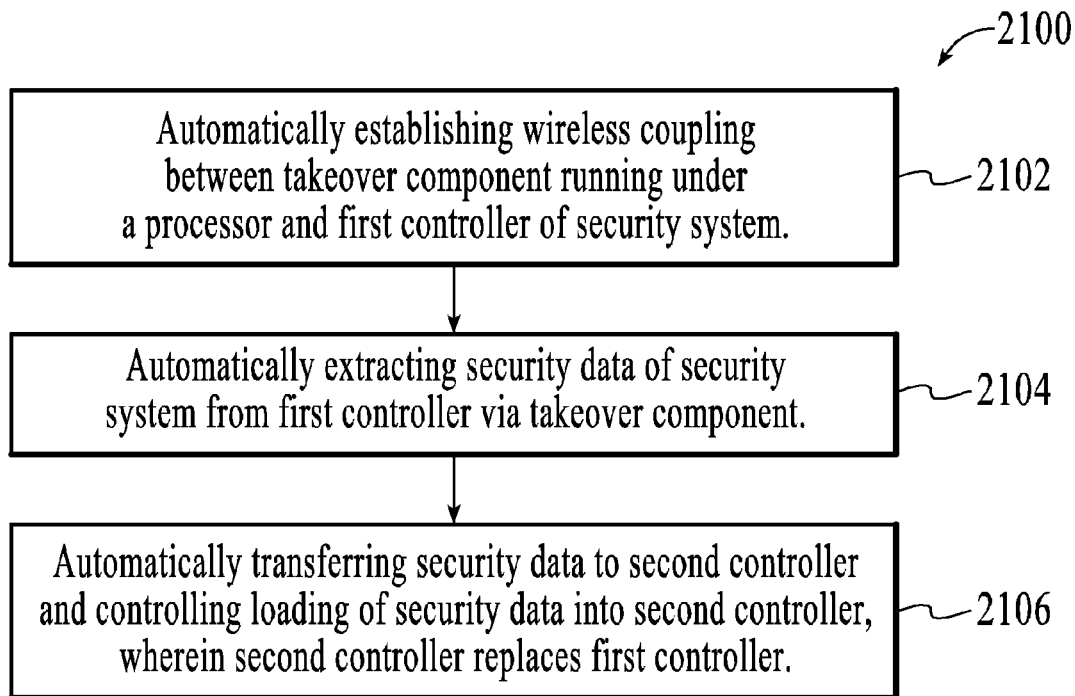 2100
Automatically establishing wireless coupling
between takeover component running under
a processor and first controller of security system.
2102
Automatically extracting security data of security
system from first controller via takeover component.
2104
Automatically transferring security data to second controller
and controlling loading of security data into second controller,
wherein second controller replaces first controller.
2106